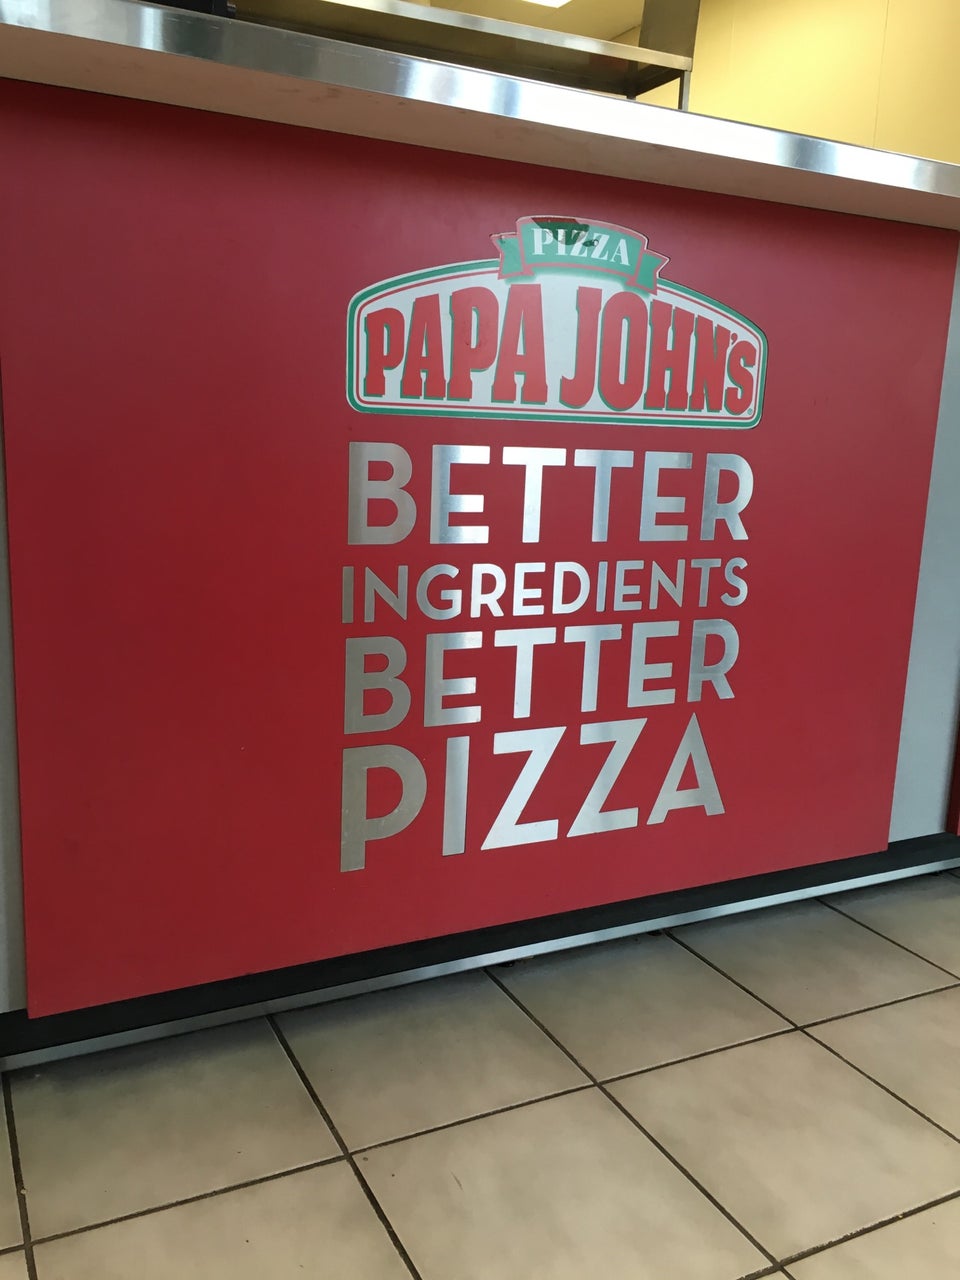 PIZZA
PAPA JOHN'S
BETTER
INGREDIENTS
BETTER
PIZZA